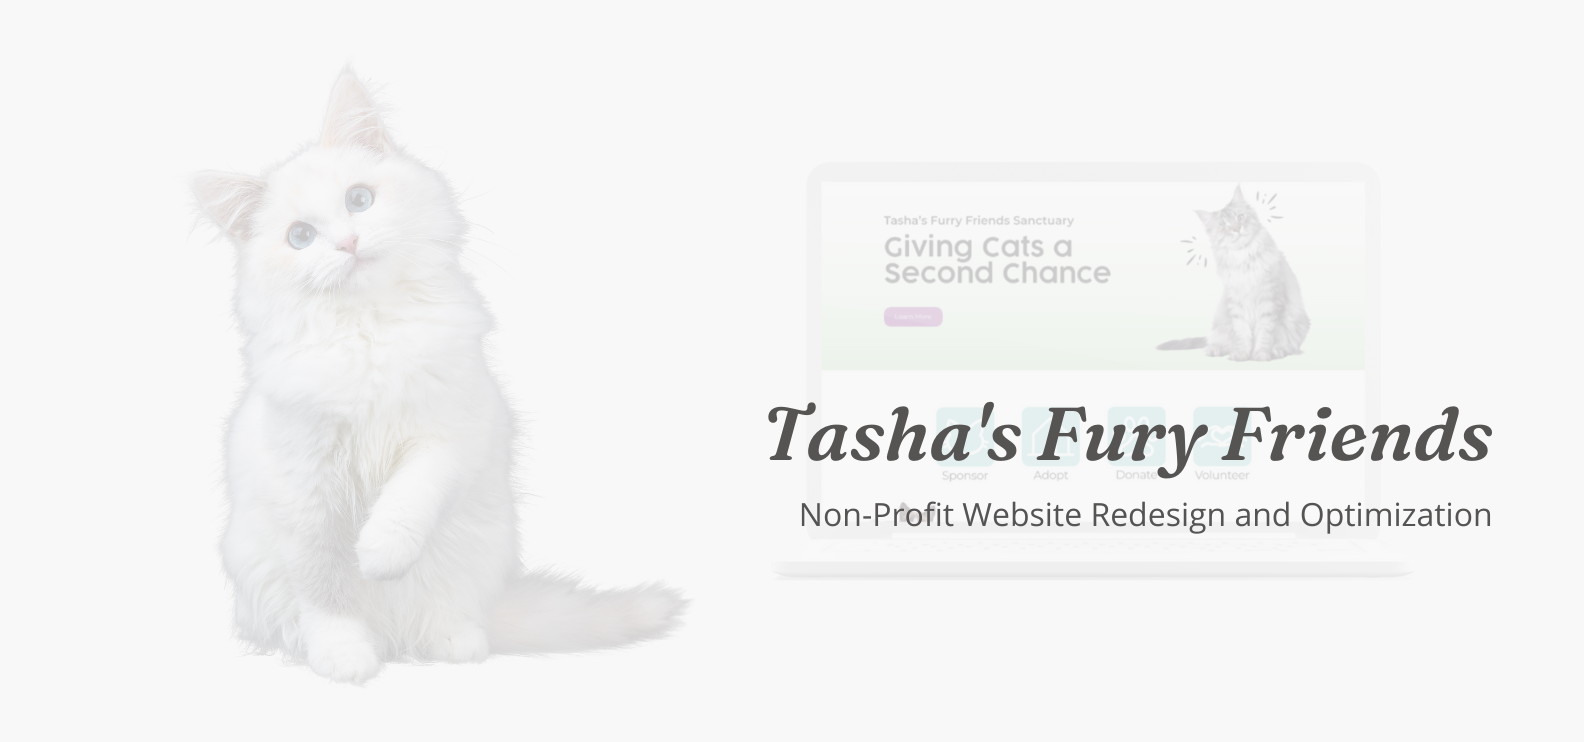 Tasha's Furry Friends Sanctuary
Giving Cats a
Second Chance
Learn More
Tasha's Fury Friends
Sponsor Adopt Donate Volunteer
Non-Profit Website Redesign and Optimization